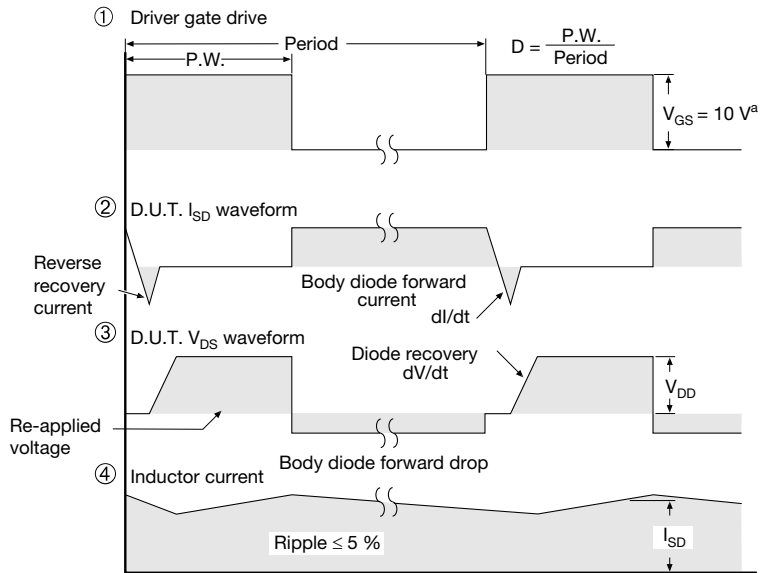 ① Driver gate drive
Period
P.W.
D = P.W. / Period
V_GS = 10 V^a
② D.U.T. I_SD waveform
Reverse
recovery
current
Body diode forward
current
dI/dt
③ D.U.T. V_DS waveform
Diode recovery
dV/dt
V_DD
Re-applied
voltage
Body diode forward drop
④ Inductor current
Ripple ≤ 5 %
I_SD